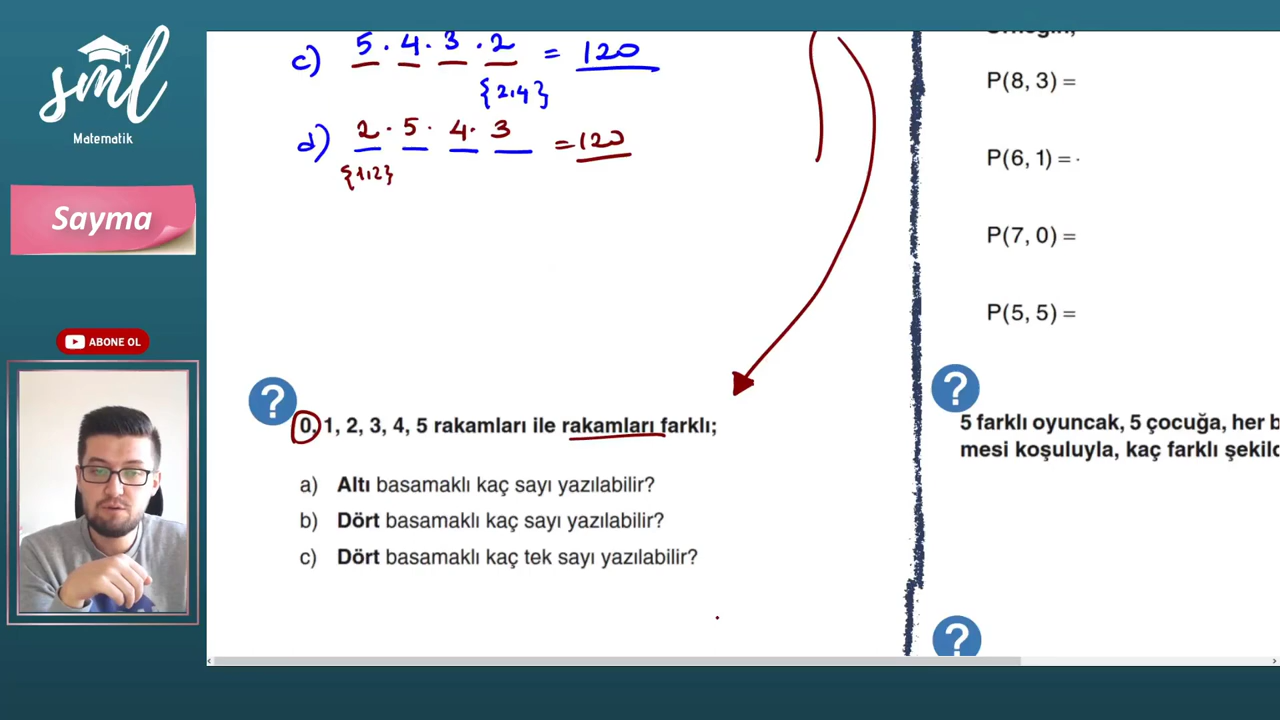 sml
Matematik
Sayma
ABONE OL
c) 5 · 4 · 3 · 2 = 120
{2,4}
d) 2 · 5 · 4 · 3 = 120
{1,2}
?
0, 1, 2, 3, 4, 5 rakamları ile rakamları farklı;
a) Altı basamaklı kaç sayı yazılabilir?
b) Dört basamaklı kaç sayı yazılabilir?
c) Dört basamaklı kaç tek sayı yazılabilir?
P(8, 3) =
P(6, 1) = ·
P(7, 0) =
P(5, 5) =
?
5 farklı oyuncak, 5 çocuğa, her b
mesi koşuluyla, kaç farklı şekild
?